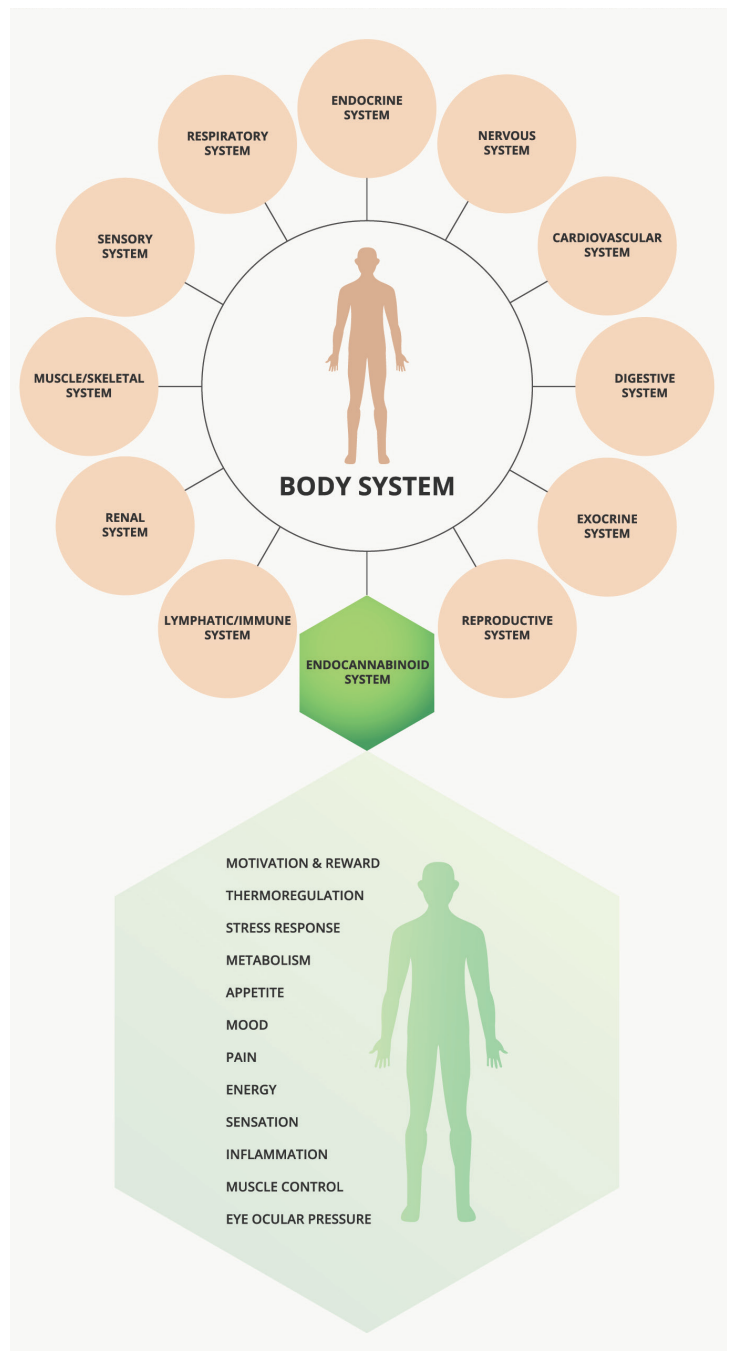 ENDOCRINE
SYSTEM
NERVOUS
SYSTEM
CARDIOVASCULAR
SYSTEM
DIGESTIVE
SYSTEM
EXOCRINE
SYSTEM
REPRODUCTIVE
SYSTEM
ENDOCANNABINOID
SYSTEM
LYMPHATIC/IMMUNE
SYSTEM
RENAL
SYSTEM
MUSCLE/SKELETAL
SYSTEM
SENSORY
SYSTEM
RESPIRATORY
SYSTEM
BODY SYSTEM
MOTIVATION & REWARD
THERMOREGULATION
STRESS RESPONSE
METABOLISM
APPETITE
MOOD
PAIN
ENERGY
SENSATION
INFLAMMATION
MUSCLE CONTROL
EYE OCULAR PRESSURE